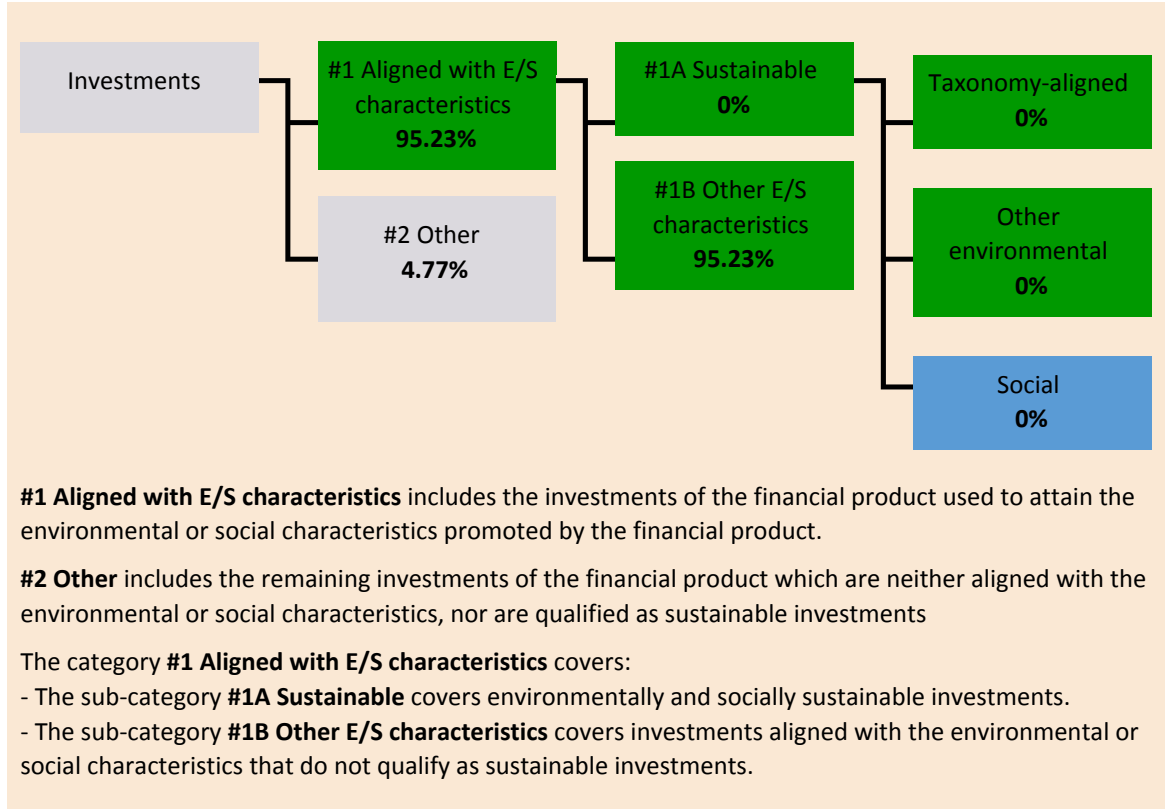 Investments
#1 Aligned with E/S
characteristics
95.23%
#2 Other
4.77%
#1A Sustainable
0%
#1B Other E/S
characteristics
95.23%
Taxonomy-aligned
0%
Other
environmental
0%
Social
0%
#1 Aligned with E/S characteristics includes the investments of the financial product used to attain the
environmental or social characteristics promoted by the financial product.
#2 Other includes the remaining investments of the financial product which are neither aligned with the
environmental or social characteristics, nor are qualified as sustainable investments
The category #1 Aligned with E/S characteristics covers:
- The sub-category #1A Sustainable covers environmentally and socially sustainable investments.
- The sub-category #1B Other E/S characteristics covers investments aligned with the environmental or
social characteristics that do not qualify as sustainable investments.